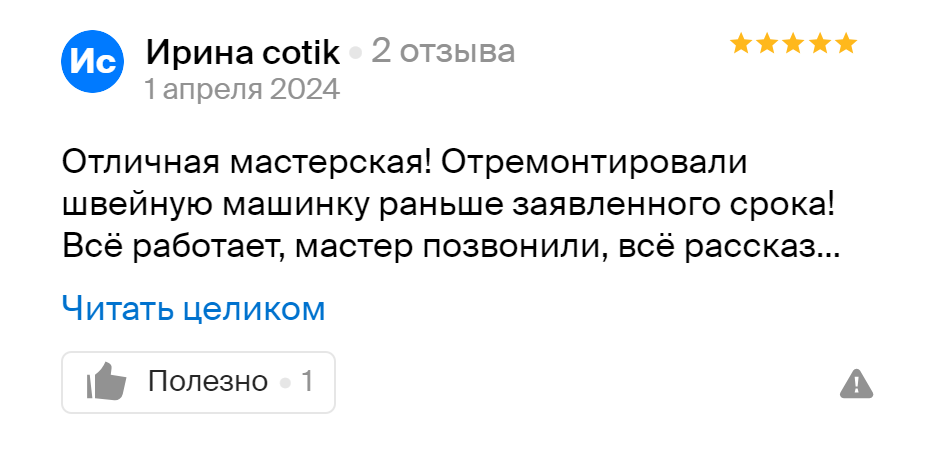 Ис
Ирина cotik • 2 отзыва
1 апреля 2024
Отличная мастерская! Отремонтировали
швейную машинку раньше заявленного срока!
Всё работает, мастер позвонили, всё рассказ...
Читать целиком
Полезно • 1